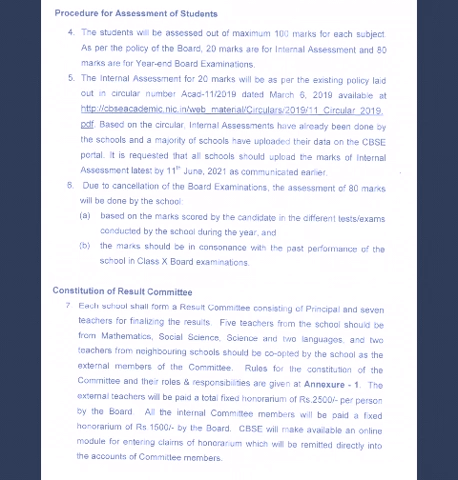 Procedure for Assessment of Students
4. The students will be assessed out of maximum 100 marks for each subject.
As per the policy of the Board, 20 marks are for Internal Assessment and 80
marks are for Year-end Board Examinations.
5. The Internal Assessment for 20 marks will be as per the existing policy laid
out in circular number Acad-11/2019 dated March 6, 2019 available at
http://cbseacademic.nic.in/web_material/Circulars/2019/11_Circular_2019.
pdf. Based on the circular, Internal Assessments have already been done by
the schools and a majority of schools have uploaded their data on the CBSE
portal. It is requested that all schools should upload the marks of Internal
Assessment latest by 11th June, 2021 as communicated earlier.
6. Due to cancellation of the Board Examinations, the assessment of 80 marks
will be done by the school:
(a) based on the marks scored by the candidate in the different tests/exams
conducted by the school during the year, and
(b) the marks should be in consonance with the past performance of the
school in Class X Board examinations.
Constitution of Result Committee
7. Each school shall form a Result Committee consisting of Principal and seven
teachers for finalizing the results. Five teachers from the school should be
from Mathematics, Social Science, Science and two languages, and two
teachers from neighbouring schools should be co-opted by the school as the
external members of the Committee. Rules for the constitution of the
Committee and their roles & responsibilities are given at Annexure - 1. The
external teachers will be paid a total fixed honorarium of Rs.2500/- per person
by the Board. All the internal Committee members will be paid a fixed
honorarium of Rs.1500/- by the Board. CBSE will make available an online
module for entering claims of honorarium which will be remitted directly into
the accounts of Committee members.